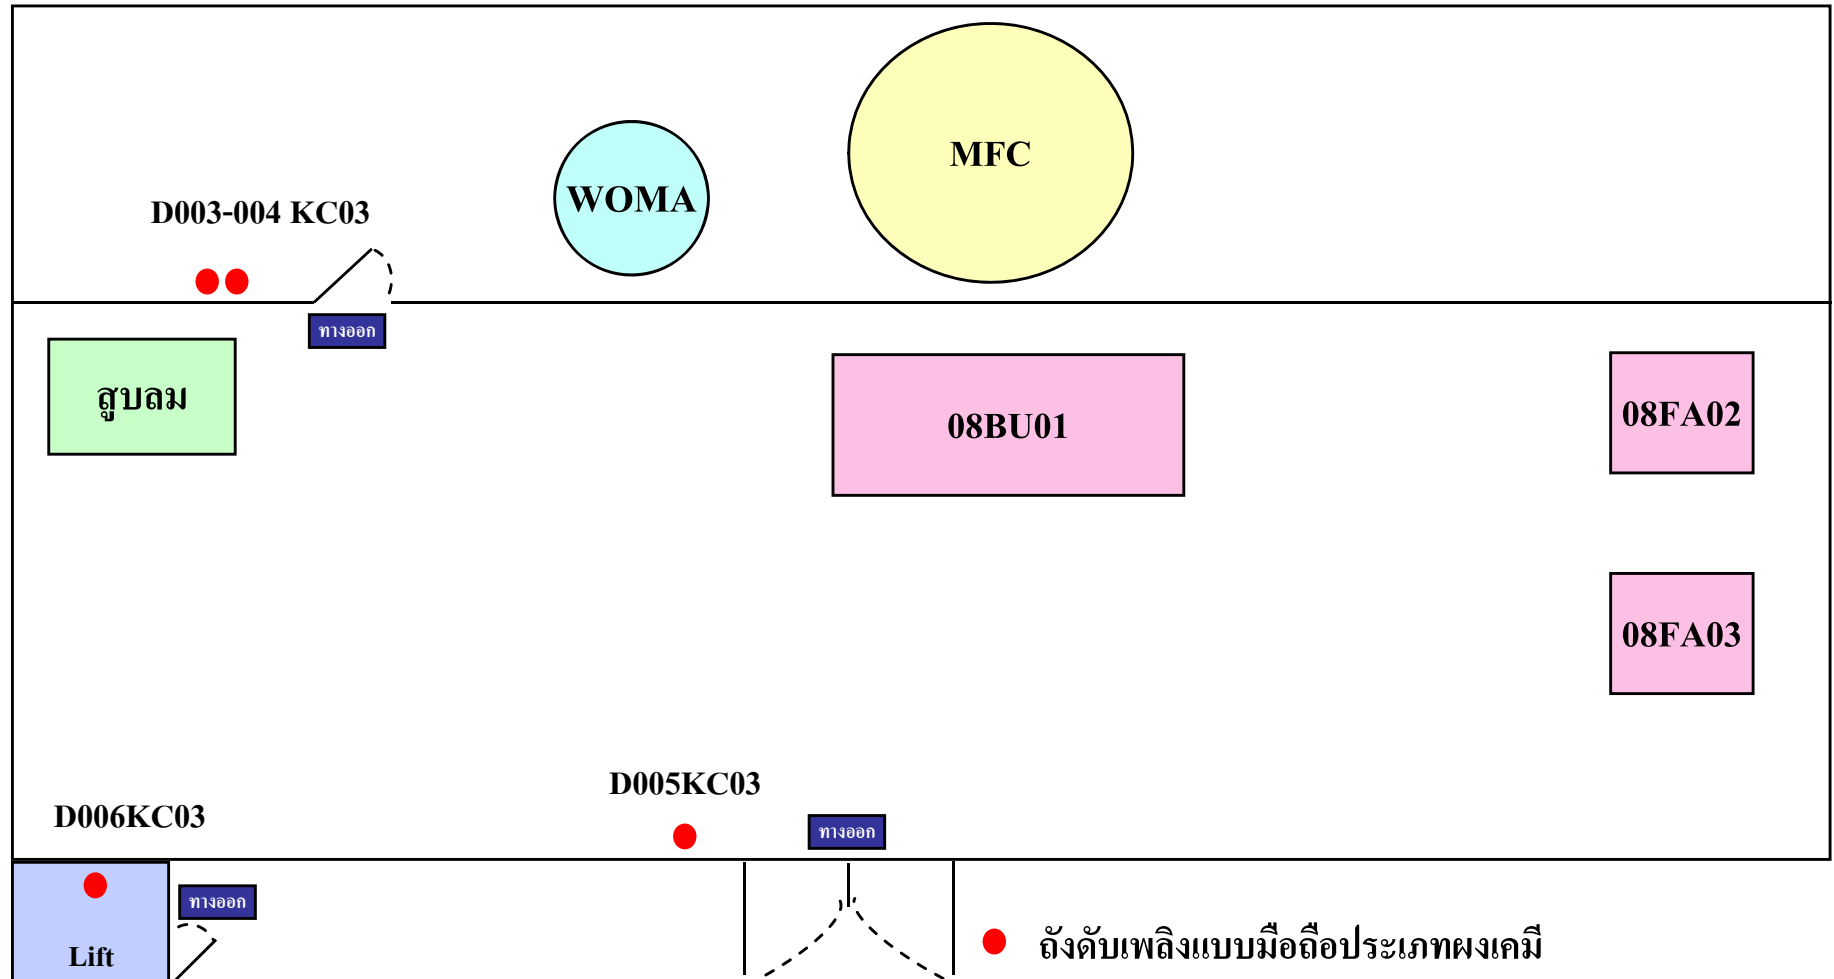 MFC
WOMA
D003-004 KC03
ทางออก
สูบลม
08BU01
08FA02
08FA03
D005KC03
D006KC03
ทางออก
ทางออก
Lift
ถังดับเพลิงแบบมือถือประเภทผงเคมี